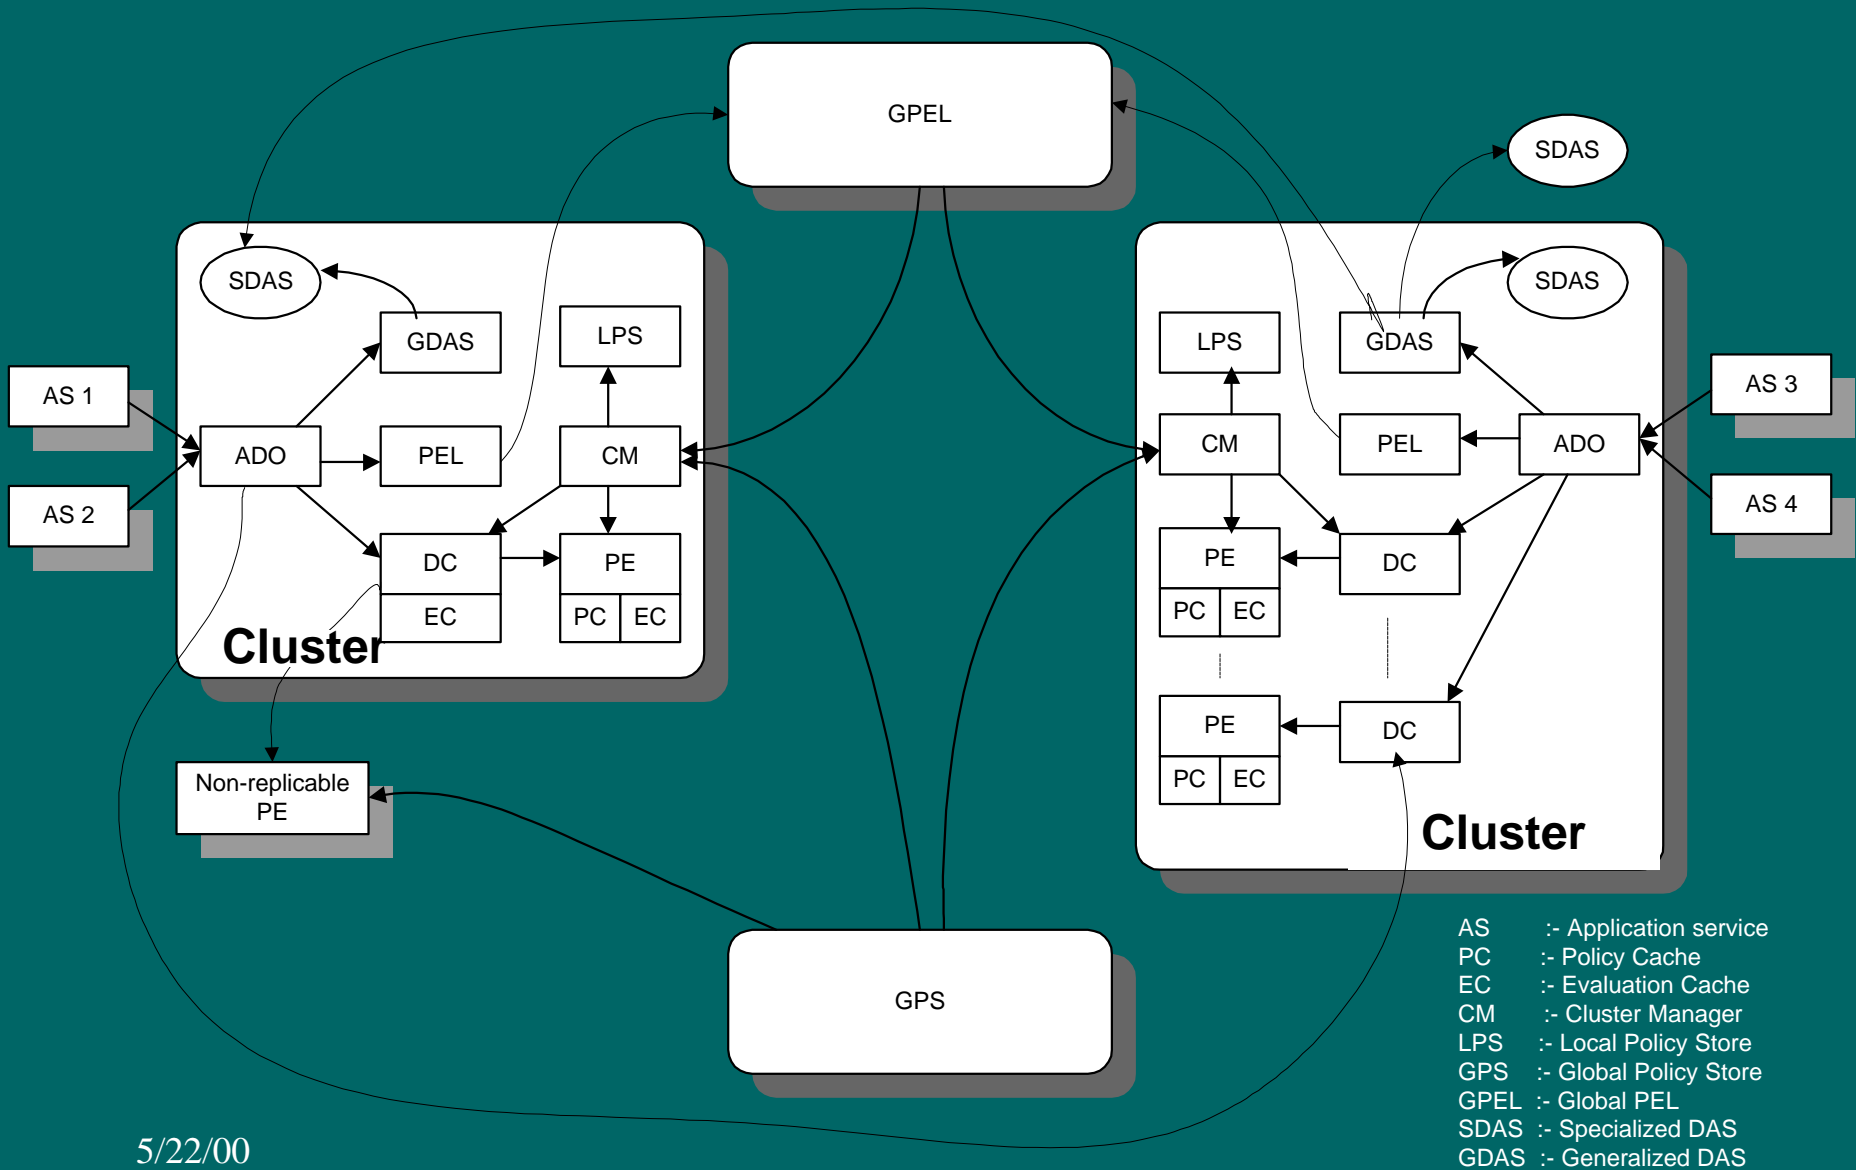 GPEL
SDAS
SDAS
SDAS
GDAS
LPS
LPS
GDAS
AS 1
AS 3
ADO
PEL
CM
CM
PEL
ADO
AS 2
AS 4
DC
PE
PE
DC
EC
PC
EC
PC
EC
Cluster
PE
DC
Non-replicable
PE
PC
EC
Cluster
GPS
AS :- Application service
PC :- Policy Cache
EC :- Evaluation Cache
CM :- Cluster Manager
LPS :- Local Policy Store
GPS :- Global Policy Store
GPEL :- Global PEL
SDAS :- Specialized DAS
GDAS :- Generalized DAS
5/22/00